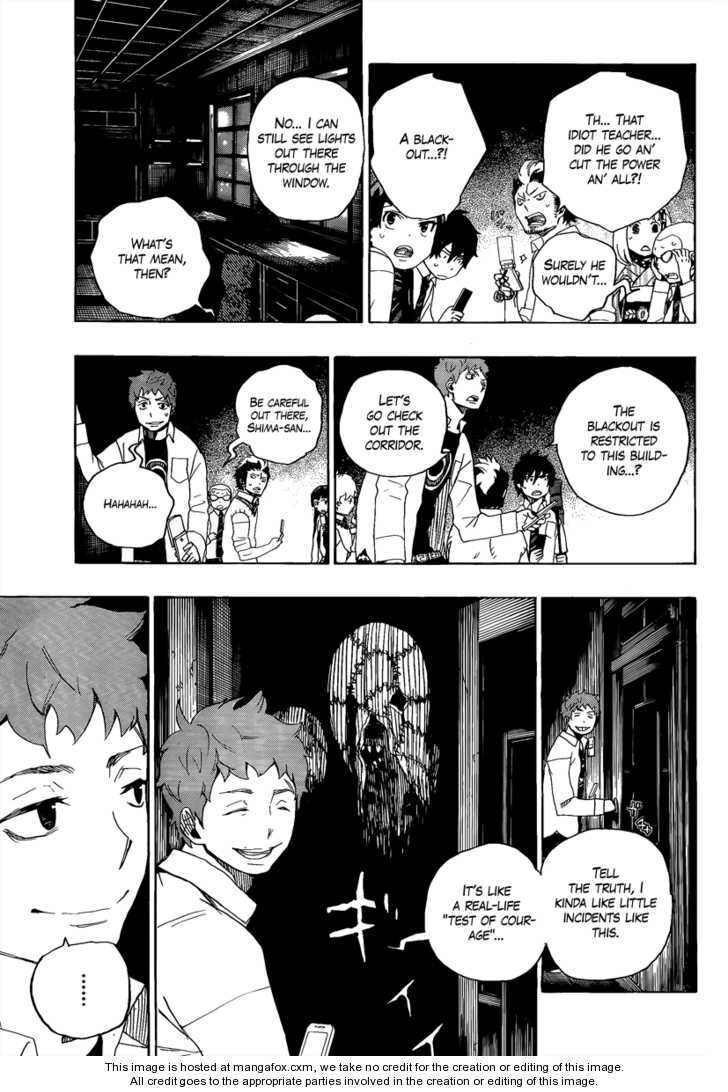 TH... THAT
IDIOT TEACHER...
DID HE GO AN'
CUT THE POWER
AN' ALL?!
SURELY HE
WOULDN'T...
A BLACK-
OUT...?!
NO... I CAN
STILL SEE LIGHTS
OUT THERE
THROUGH THE
WINDOW.
WHAT'S
THAT MEAN,
THEN?
THE
BLACKOUT IS
RESTRICTED
TO THIS BUILD-
ING...?
LET'S
GO CHECK
OUT THE
CORRIDOR.
BE CAREFUL
OUT THERE,
SHIMA-SAN...
HAHAHAH...
TELL
THE TRUTH, I
KINDA LIKE LITTLE
INCIDENTS LIKE
THIS.
IT'S LIKE
A REAL-LIFE
"TEST OF COUR-
AGE"...
......
This image is hosted at mangafox.cxm, we take no credit for the creation or editing of this image.
All credit goes to the appropriate parties involved in the creation or editing of this image.